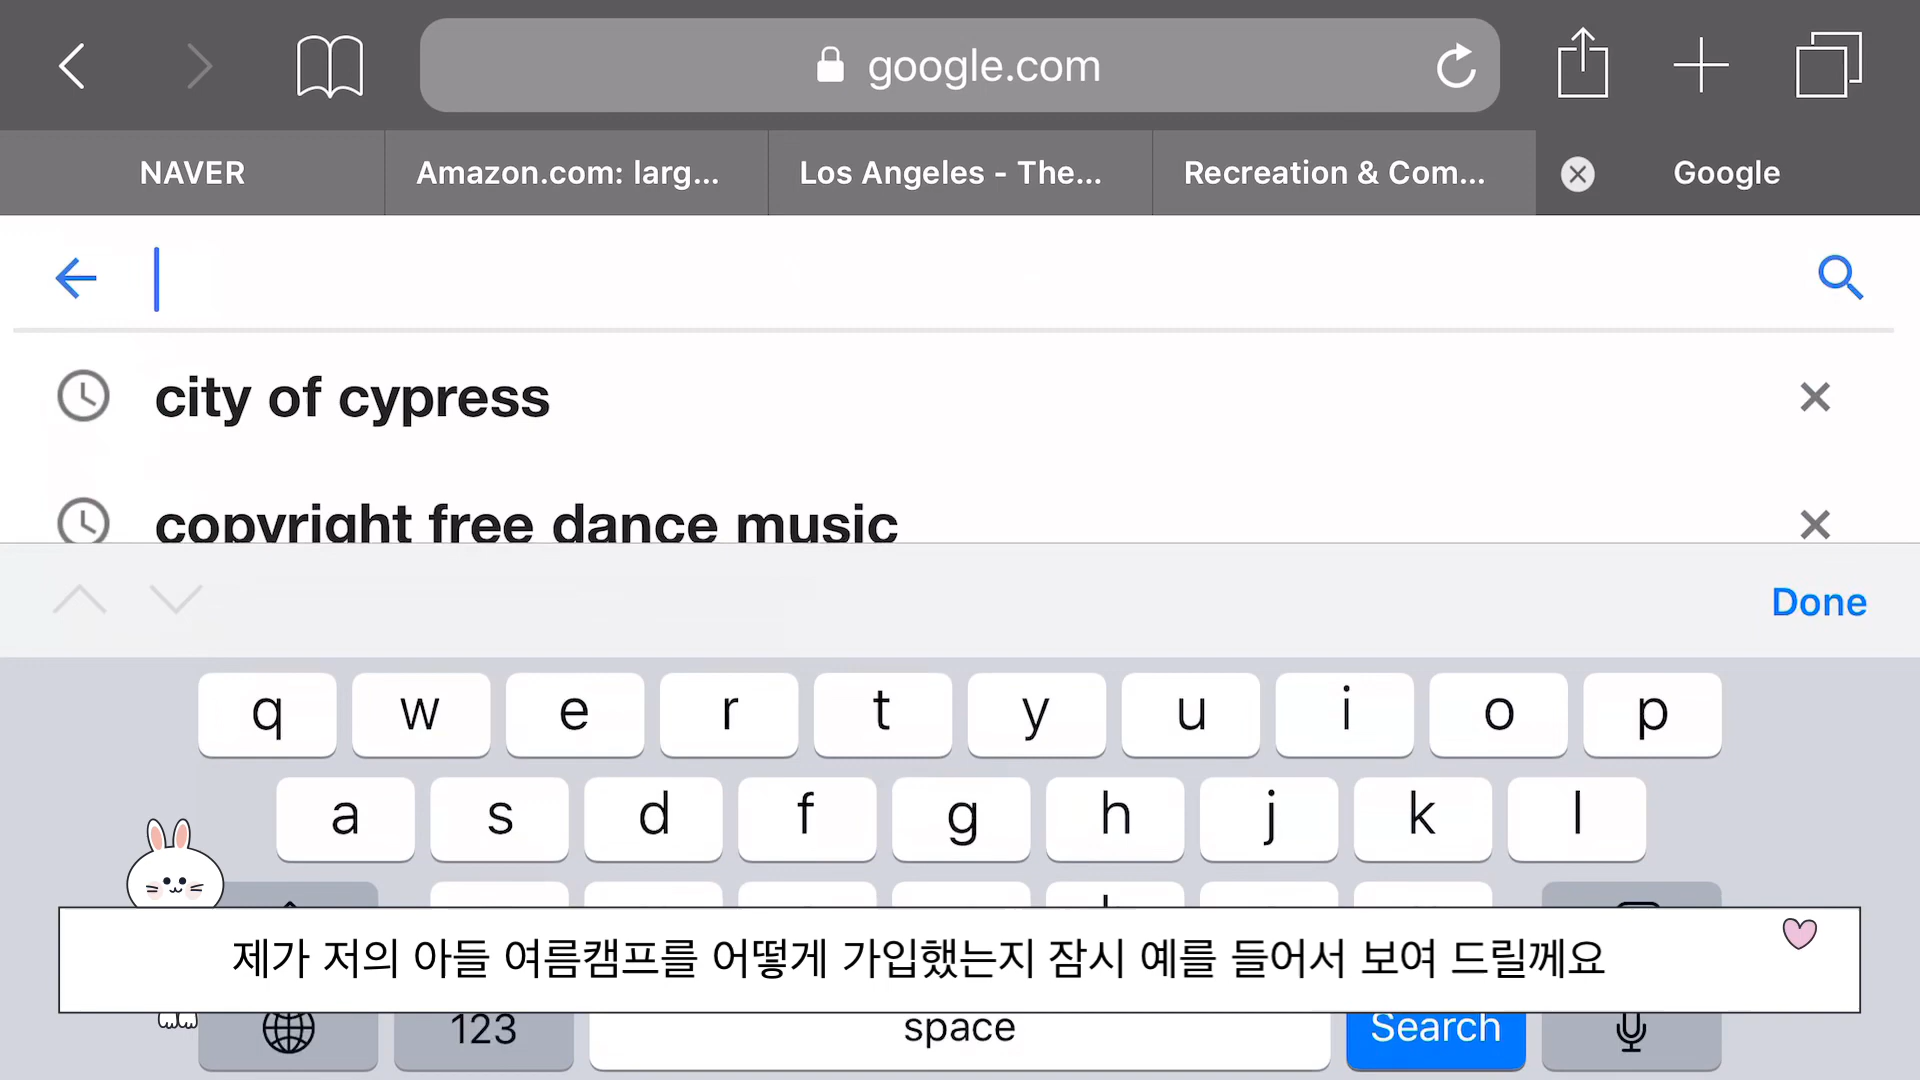 google.com
NAVER
Amazon.com: larg...
Los Angeles - The...
Recreation & Com...
Google
city of cypress
copyright free dance music
Done
q w e r t y u i o p
a s d f g h j k l
제가 저의 아들 여름캠프를 어떻게 가입했는지 잠시 예를 들어서 보여 드릴께요
123
space
Search